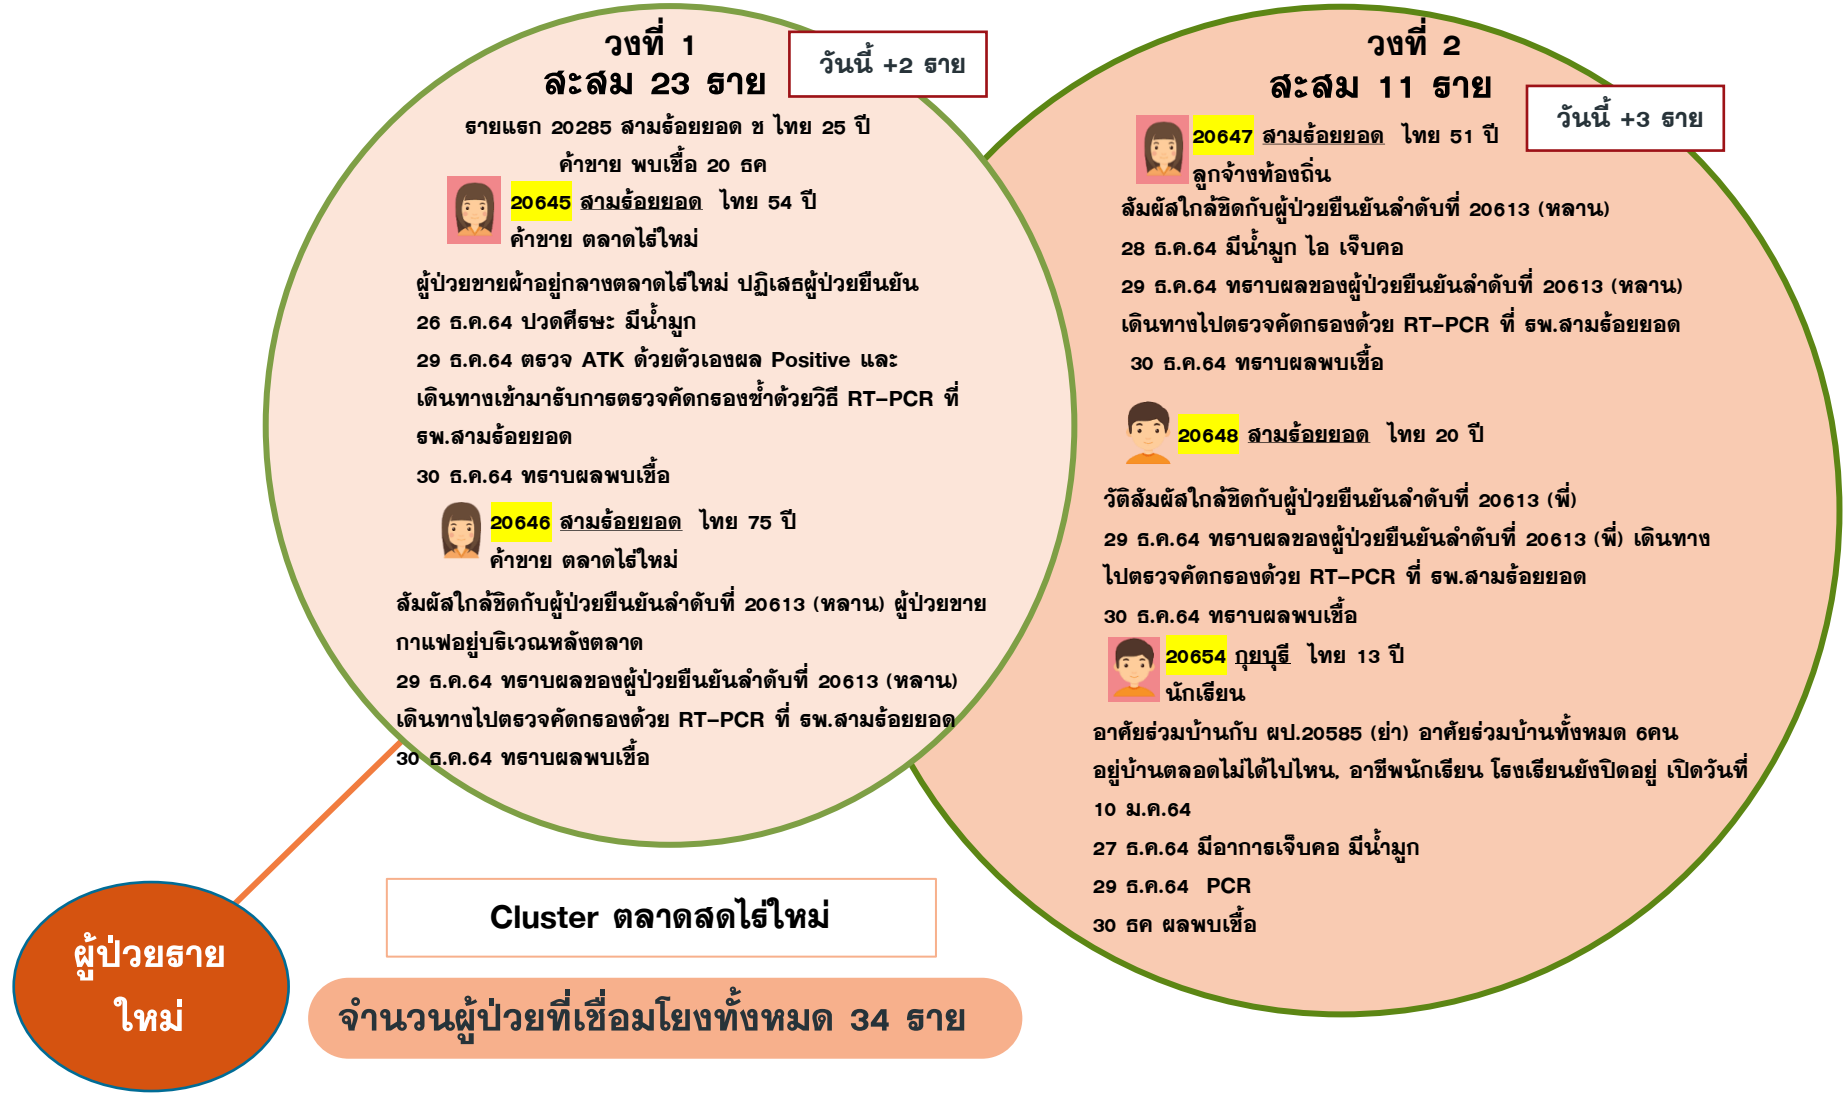 วงที่ 1
สะสม 23 ราย
วันนี้ +2 ราย
รายแรก 20285 สามร้อยยอด ช ไทย 25 ปี
ค้าขาย พบเชื้อ 20 ธค
20645 สามร้อยยอด ไทย 54 ปี
ค้าขาย ตลาดไร่ใหม่
ผู้ป่วยขายผ้าอยู่กลางตลาดไร่ใหม่ ปฏิเสธผู้ป่วยยืนยัน
26 ธ.ค.64 ปวดศีรษะ มีน้ำมูก
29 ธ.ค.64 ตรวจ ATK ด้วยตัวเองผล Positive และ
เดินทางเข้ามารับการตรวจคัดกรองซ้ำด้วยวิธี RT-PCR ที่
รพ.สามร้อยยอด
30 ธ.ค.64 ทราบผลพบเชื้อ
20646 สามร้อยยอด ไทย 75 ปี
ค้าขาย ตลาดไร่ใหม่
สัมผัสใกล้ชิดกับผู้ป่วยยืนยันลำดับที่ 20613 (หลาน) ผู้ป่วยขาย
กาแฟอยู่บริเวณหลังตลาด
29 ธ.ค.64 ทราบผลของผู้ป่วยยืนยันลำดับที่ 20613 (หลาน)
เดินทางไปตรวจคัดกรองด้วย RT-PCR ที่ รพ.สามร้อยยอด
30 ธ.ค.64 ทราบผลพบเชื้อ
วงที่ 2
สะสม 11 ราย
วันนี้ +3 ราย
20647 สามร้อยยอด ไทย 51 ปี
ลูกจ้างท้องถิ่น
สัมผัสใกล้ชิดกับผู้ป่วยยืนยันลำดับที่ 20613 (หลาน)
28 ธ.ค.64 มีน้ำมูก ไอ เจ็บคอ
29 ธ.ค.64 ทราบผลของผู้ป่วยยืนยันลำดับที่ 20613 (หลาน)
เดินทางไปตรวจคัดกรองด้วย RT-PCR ที่ รพ.สามร้อยยอด
30 ธ.ค.64 ทราบผลพบเชื้อ
20648 สามร้อยยอด ไทย 20 ปี
วัติสัมผัสใกล้ชิดกับผู้ป่วยยืนยันลำดับที่ 20613 (พี่)
29 ธ.ค.64 ทราบผลของผู้ป่วยยืนยันลำดับที่ 20613 (พี่) เดินทาง
ไปตรวจคัดกรองด้วย RT-PCR ที่ รพ.สามร้อยยอด
30 ธ.ค.64 ทราบผลพบเชื้อ
20654 กุยบุรี ไทย 13 ปี
นักเรียน
อาศัยร่วมบ้านกับ ผป.20585 (ย่า) อาศัยร่วมบ้านทั้งหมด 6คน
อยู่บ้านตลอดไม่ได้ไปไหน, อาชีพนักเรียน โรงเรียนยังปิดอยู่ เปิดวันที่
10 ม.ค.64
27 ธ.ค.64 มีอาการเจ็บคอ มีน้ำมูก
29 ธ.ค.64 PCR
30 ธค ผลพบเชื้อ
Cluster ตลาดสดไร่ใหม่
ผู้ป่วยราย
ใหม่
จำนวนผู้ป่วยที่เชื่อมโยงทั้งหมด 34 ราย